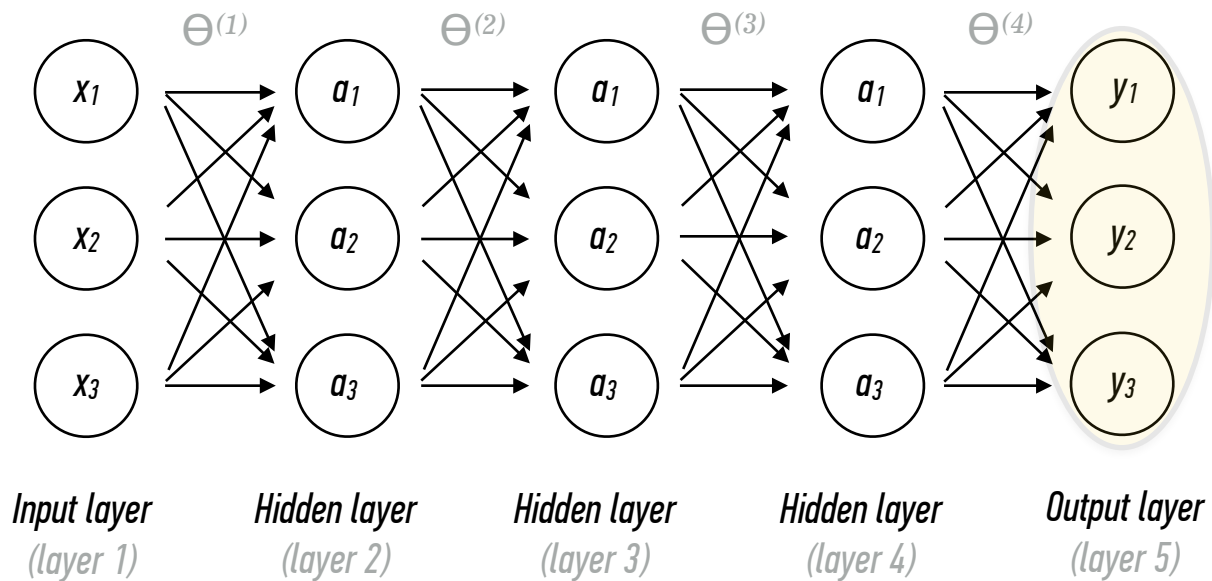 Θ(1) Θ(2) Θ(3) Θ(4)
x1 a1 a1 a1 y1
x2 a2 a2 a2 y2
x3 a3 a3 a3 y3
Input layer Hidden layer Hidden layer Hidden layer Output layer
(layer 1) (layer 2) (layer 3) (layer 4) (layer 5)